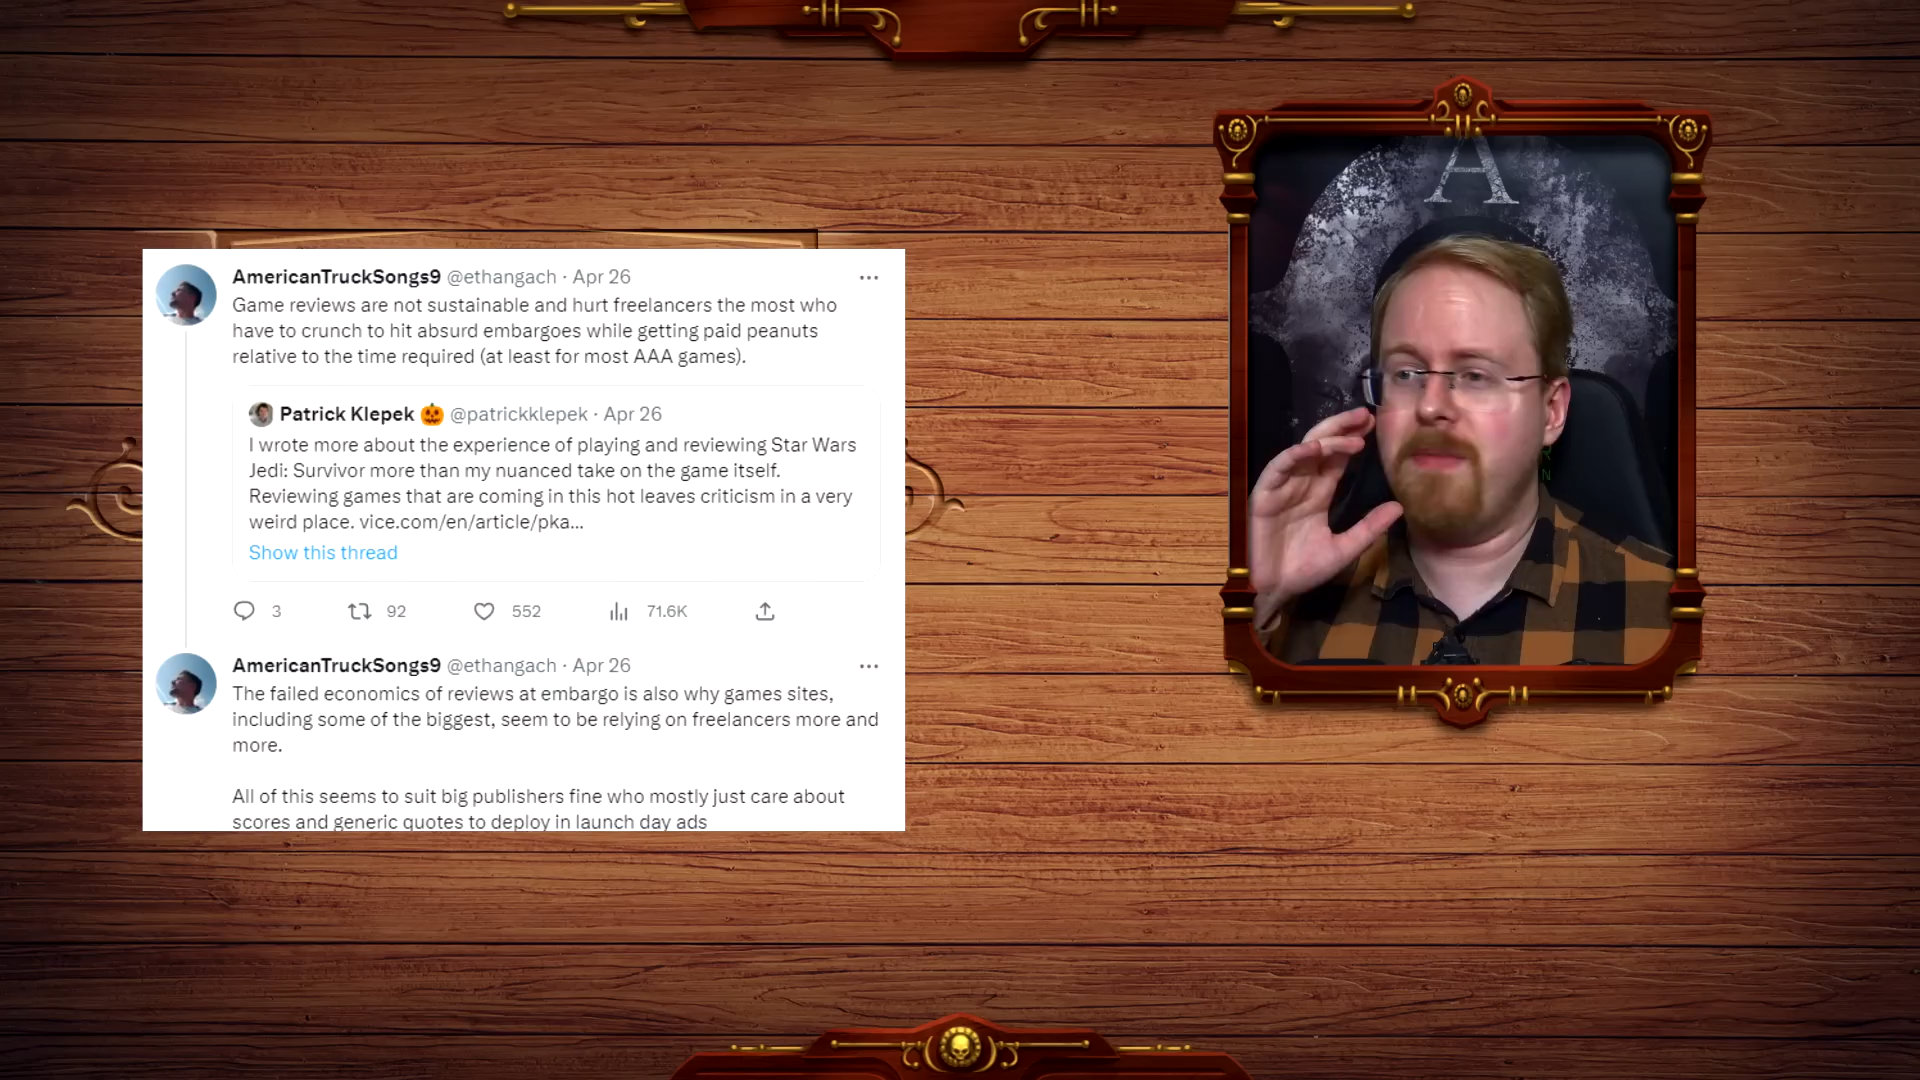 AmericanTruckSongs9 @ethangach · Apr 26
Game reviews are not sustainable and hurt freelancers the most who
have to crunch to hit absurd embargoes while getting paid peanuts
relative to the time required (at least for most AAA games).
Patrick Klepek 🎃 @patrickklepek · Apr 26
I wrote more about the experience of playing and reviewing Star Wars
Jedi: Survivor more than my nuanced take on the game itself.
Reviewing games that are coming in this hot leaves criticism in a very
weird place. vice.com/en/article/pka...
Show this thread
3 92 552 71.6K
AmericanTruckSongs9 @ethangach · Apr 26
The failed economics of reviews at embargo is also why games sites,
including some of the biggest, seem to be relying on freelancers more and
more.
All of this seems to suit big publishers fine who mostly just care about
scores and generic quotes to deploy in launch day ads
A
R
N